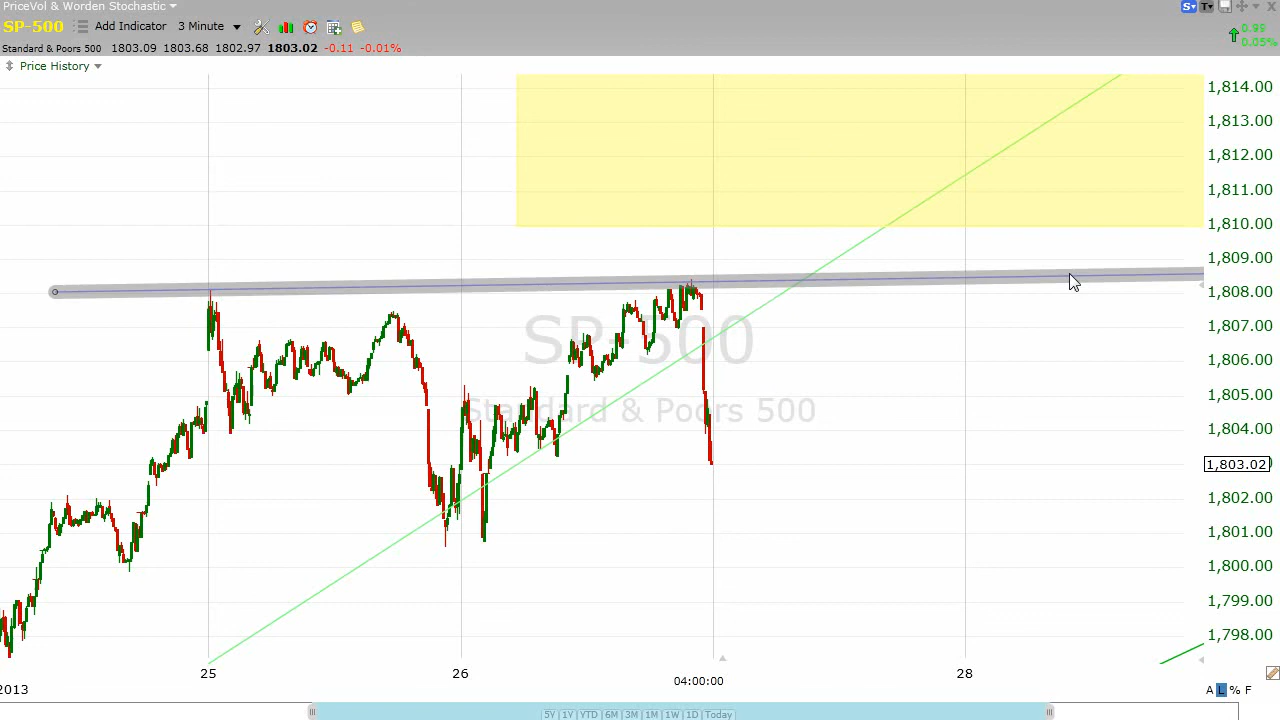 PriceVol & Worden Stochastic
S T
SP-500 Add Indicator 3 Minute
0.99
0.05%
Standard & Poors 500 1803.09 1803.68 1802.97 1803.02 -0.11 -0.01%
Price History
1,814.00
1,813.00
1,812.00
1,811.00
1,810.00
1,809.00
1,808.00
1,807.00
1,806.00
1,805.00
1,804.00
1,803.02
1,802.00
1,801.00
1,800.00
1,799.00
1,798.00
SP-500
Standard & Poors 500
25 26 28
04:00:00
2013
A L % F
5Y 1Y YTD 6M 3M 1M 1W 1D Today